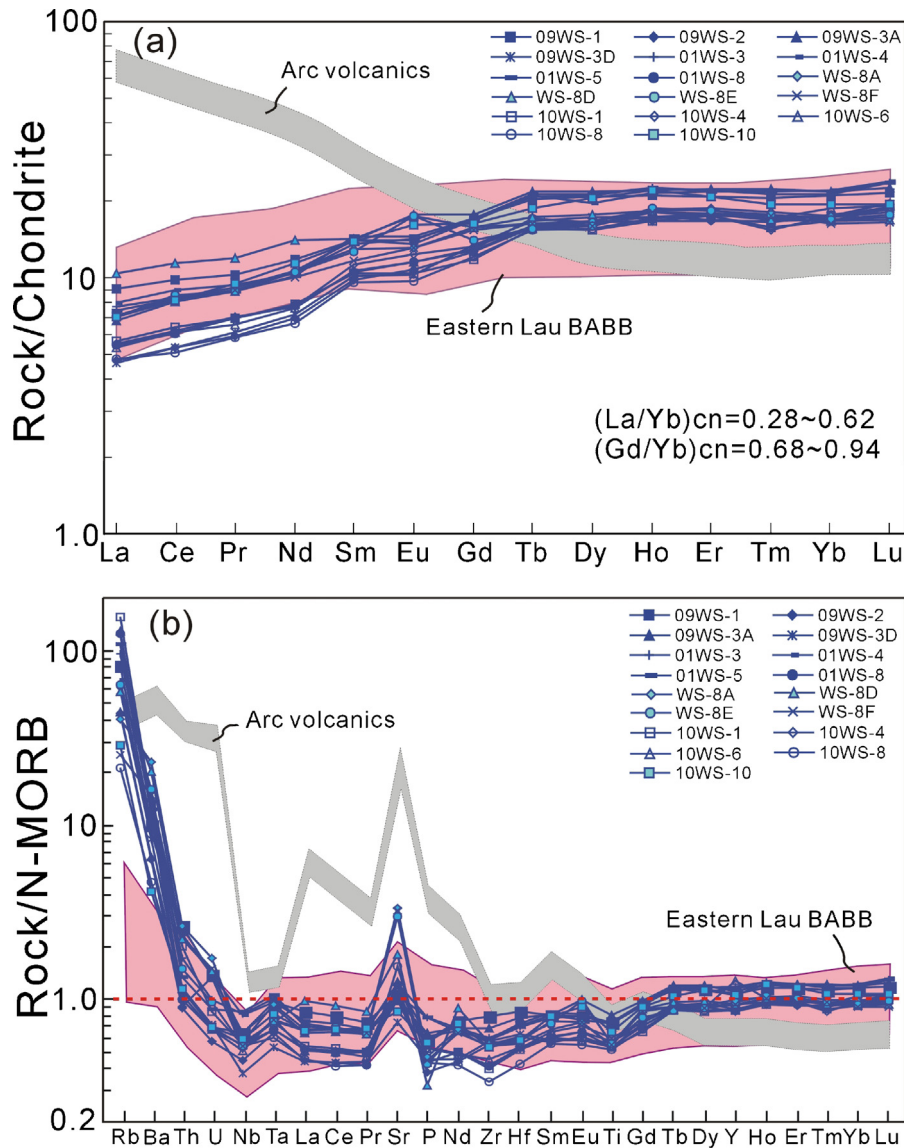 100
(a)
09WS-1 09WS-2 09WS-3A
09WS-3D 01WS-3 01WS-4
01WS-5 01WS-8 WS-8A
WS-8D WS-8E WS-8F
10WS-1 10WS-4 10WS-6
10WS-8 10WS-10
Arc volcanics
Rock/Chondrite
10
Eastern Lau BABB
(La/Yb)cn=0.28~0.62
(Gd/Yb)cn=0.68~0.94
1.0
La Ce Pr Nd Sm Eu Gd Tb Dy Ho Er Tm Yb Lu
(b)
09WS-1 09WS-2
09WS-3A 09WS-3D
01WS-3 01WS-4
01WS-5 01WS-8
WS-8A WS-8D
WS-8E WS-8F
10WS-1 10WS-4
10WS-6 10WS-8
10WS-10
100
Arc volcanics
Rock/N-MORB
10
Eastern Lau BABB
1.0
0.2
Rb Ba Th U Nb Ta La Ce Pr Sr P Nd Zr Hf Sm Eu Ti Gd Tb Dy Y Ho Er Tm Yb Lu